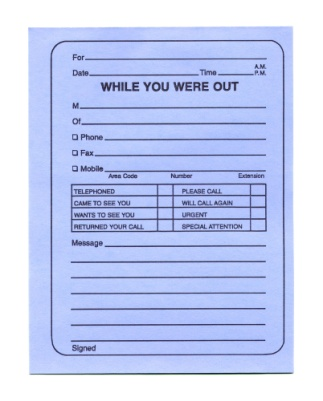 For
A.M.
Date Time P.M.
WHILE YOU WERE OUT
M
Of
❑ Phone
❑ Fax
❑ Mobile
Area Code Number Extension
TELEPHONED PLEASE CALL
CAME TO SEE YOU WILL CALL AGAIN
WANTS TO SEE YOU URGENT
RETURNED YOUR CALL SPECIAL ATTENTION
Message
Signed